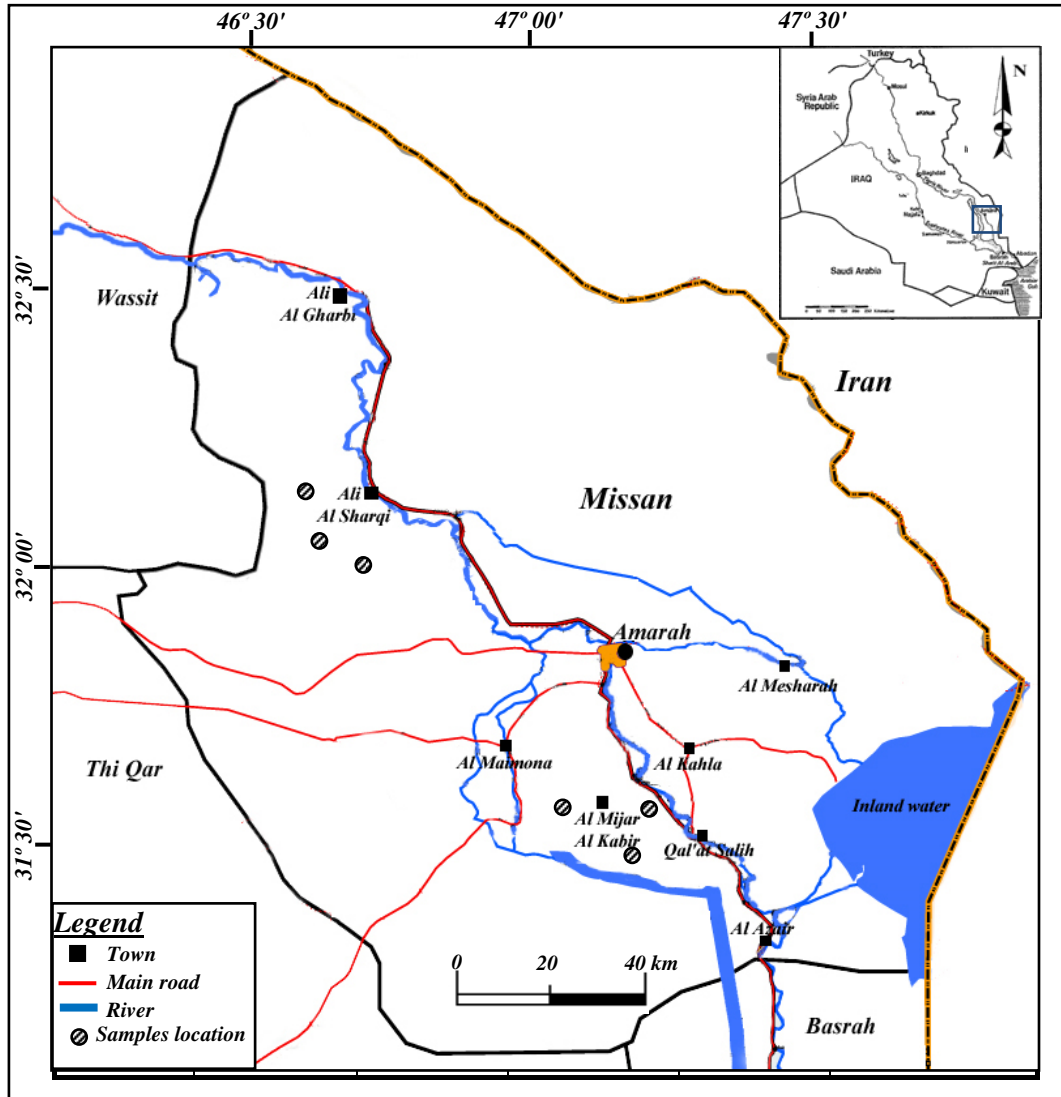 46º 30'
47º 00'
47º 30'
Turkey
N
Mosul
Syria Arab
Republic
Kirkuk
Baghdad
IRAQ
Saudi Arabia
Kuwait
Wassit
32º 30'
Ali
Al Gharbi
Iran
Ali
Al Sharqi
Missan
32º 00'
Amarah
Al Mesharah
Al Maimona
Al Kahla
Thi Qar
Inland water
Al Mijar
Al Kabir
Qal'at Salih
31º 30'
Al Azair
Legend
Town
Main road
River
Samples location
0 20 40 km
Basrah